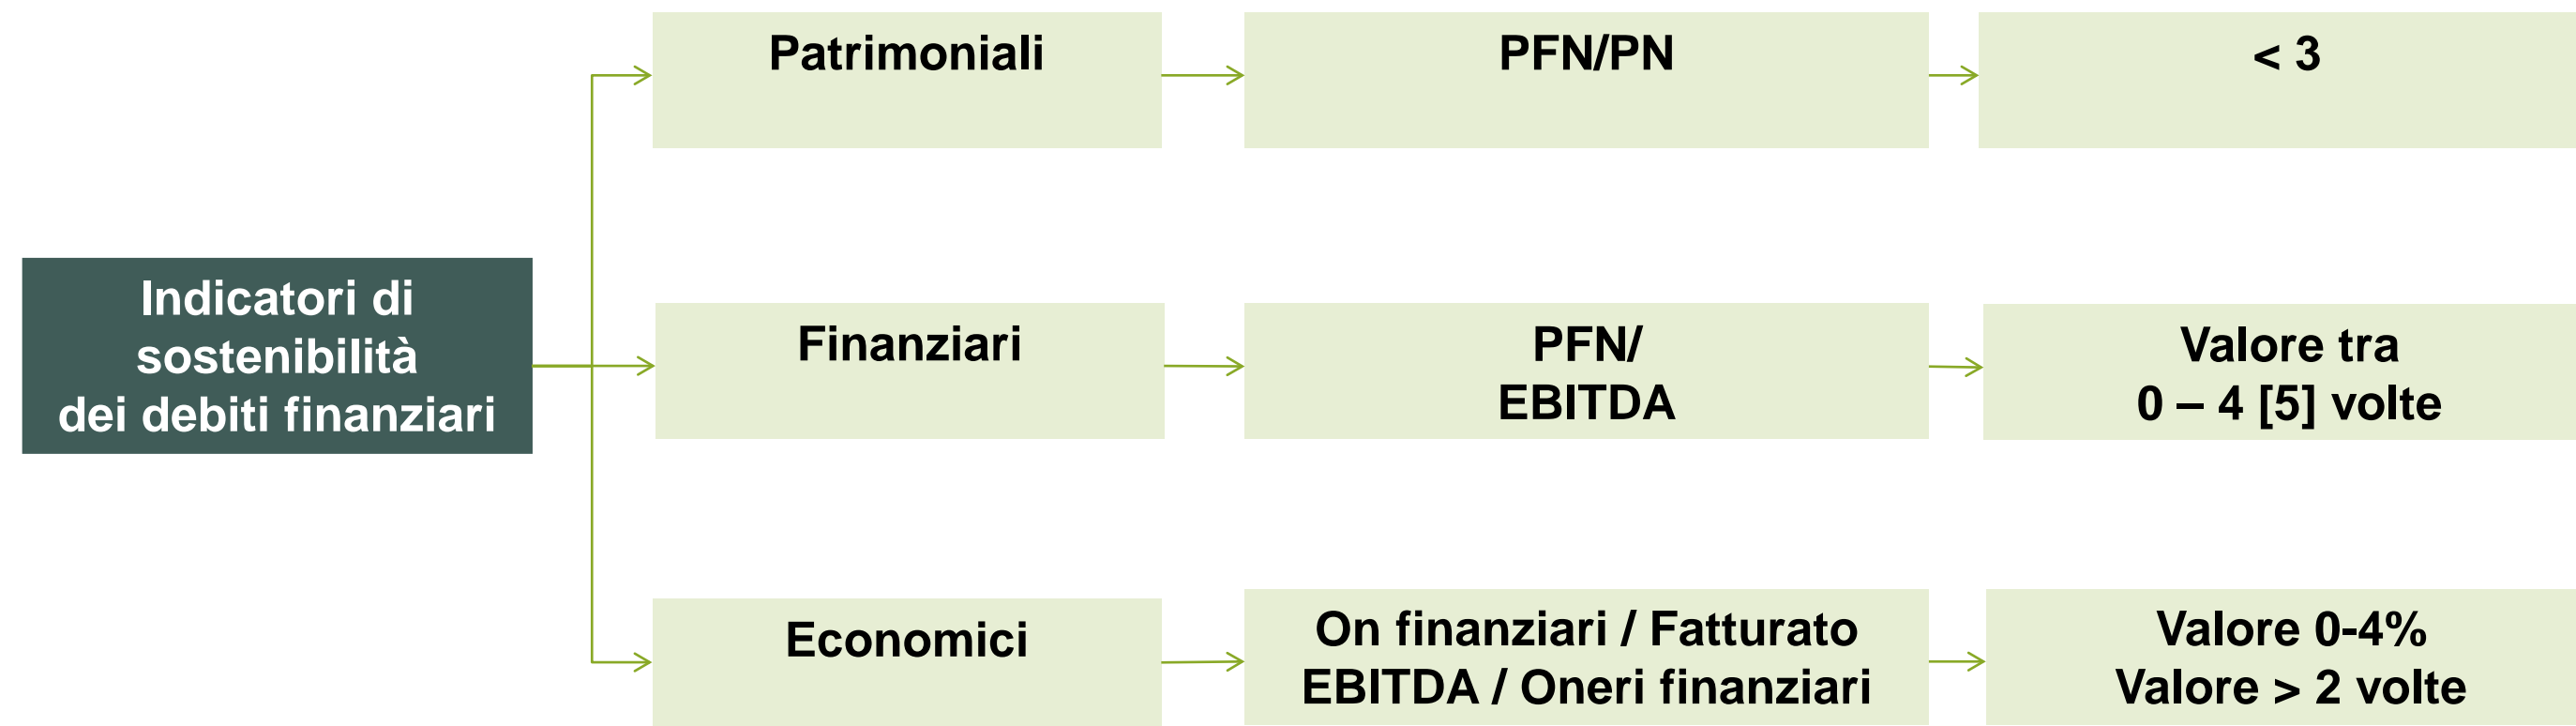 Indicatori di
sostenibilità
dei debiti finanziari
Patrimoniali
PFN/PN
< 3
Finanziari
PFN/
EBITDA
Valore tra
0 – 4 [5] volte
Economici
On finanziari / Fatturato
EBITDA / Oneri finanziari
Valore 0-4%
Valore > 2 volte